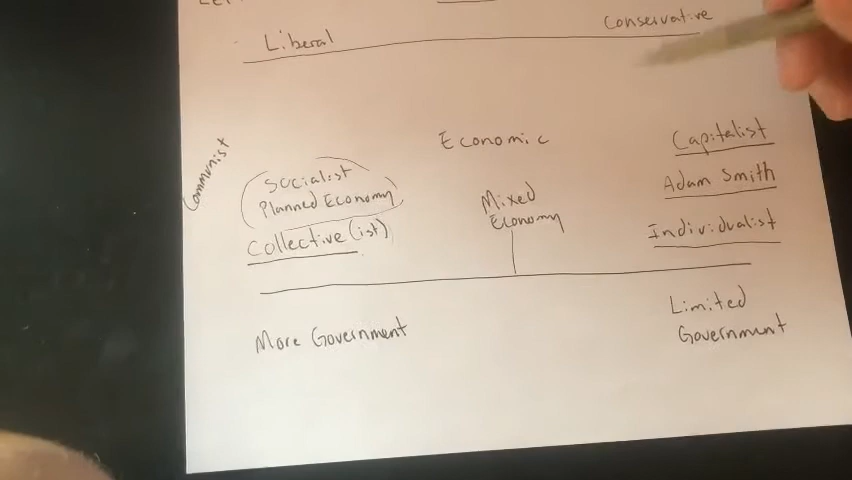 Liberal
Conservative
Economic
Communist
Socialist
Planned Economy
Collective (ist)
Mixed
Economy
Capitalist
Adam Smith
Individualist
More Government
Limited
Government